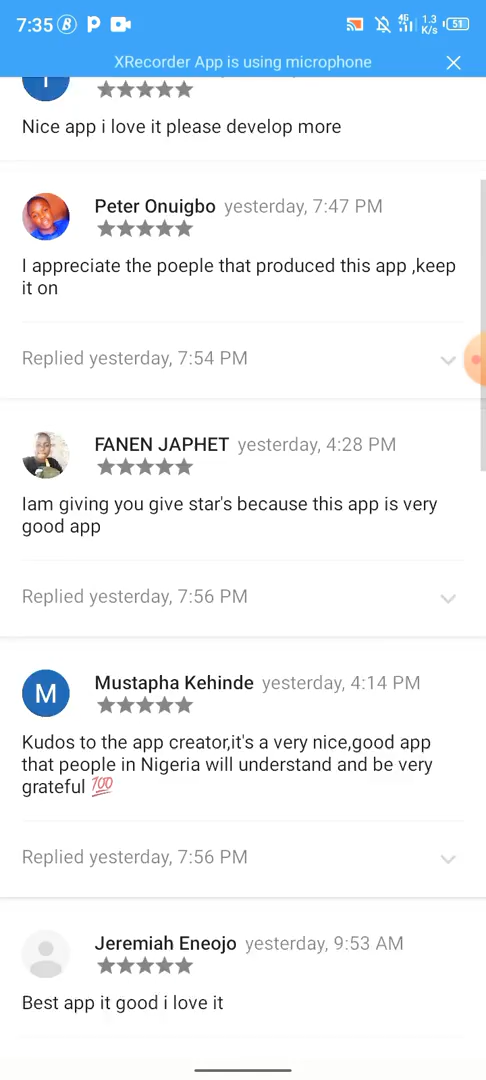 7:35
4G
1.3
K/s
51
XRecorder App is using microphone
Nice app i love it please develop more
Peter Onuigbo yesterday, 7:47 PM
I appreciate the poeple that produced this app ,keep
it on
Replied yesterday, 7:54 PM
FANEN JAPHET yesterday, 4:28 PM
Iam giving you give star's because this app is very
good app
Replied yesterday, 7:56 PM
M
Mustapha Kehinde yesterday, 4:14 PM
Kudos to the app creator,it's a very nice,good app
that people in Nigeria will understand and be very
grateful 💯
Replied yesterday, 7:56 PM
Jeremiah Eneojo yesterday, 9:53 AM
Best app it good i love it